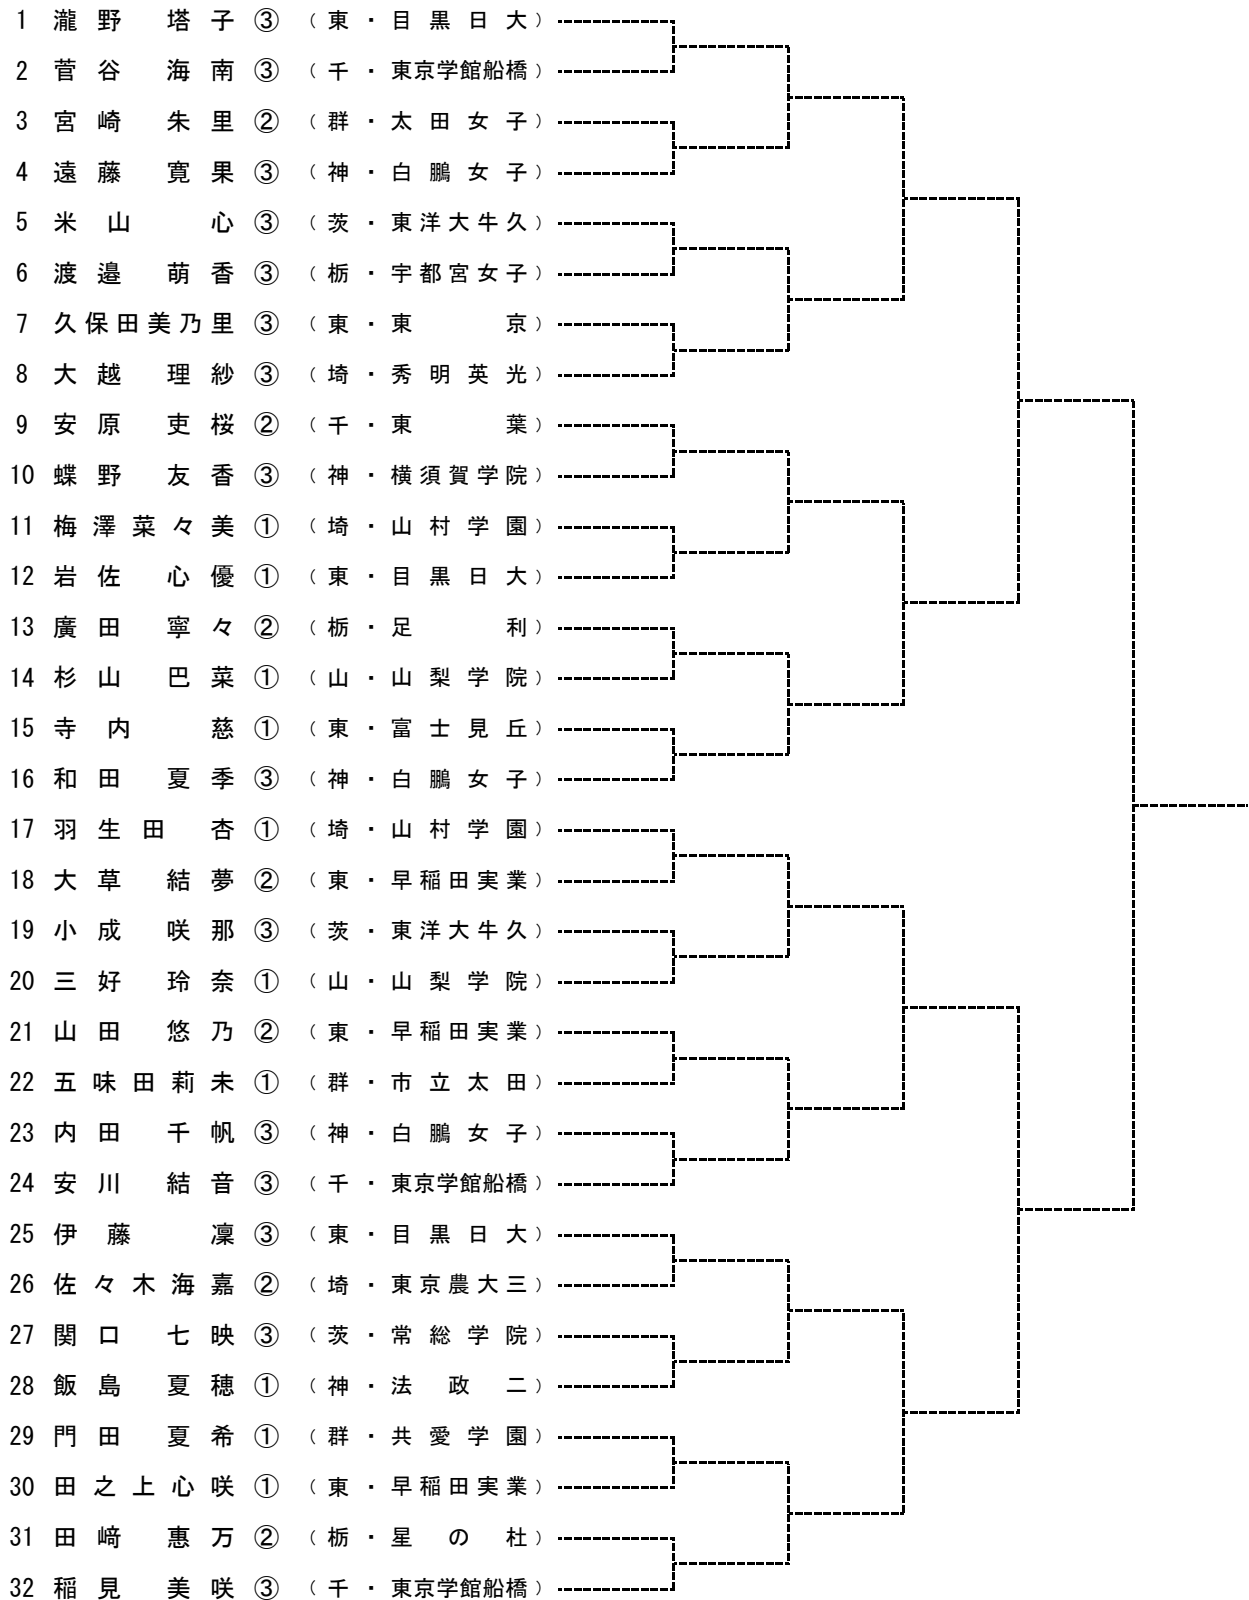 1 瀧野 塔子 ③ (東・目黒日大)
2 菅谷 海南 ③ (千・東京学館船橋)
3 宮崎 朱里 ② (群・太田女子)
4 遠藤 寛果 ③ (神・白鵬女子)
5 米山 心 ③ (茨・東洋大牛久)
6 渡邉 萌香 ③ (栃・宇都宮女子)
7 久保田美乃里 ③ (東・東京)
8 大越 理紗 ③ (埼・秀明英光)
9 安原 吏桜 ② (千・東葉)
10 蝶野 友香 ③ (神・横須賀学院)
11 梅澤菜々美 ① (埼・山村学園)
12 岩佐 心優 ① (東・目黒日大)
13 廣田 寧々 ② (栃・足利)
14 杉山 巴菜 ① (山・山梨学院)
15 寺内 慈 ① (東・富士見丘)
16 和田 夏季 ③ (神・白鵬女子)
17 羽生田 杏 ① (埼・山村学園)
18 大草 結夢 ② (東・早稲田実業)
19 小成 咲那 ③ (茨・東洋大牛久)
20 三好 玲奈 ① (山・山梨学院)
21 山田 悠乃 ② (東・早稲田実業)
22 五味田莉未 ① (群・市立太田)
23 内田 千帆 ③ (神・白鵬女子)
24 安川 結音 ③ (千・東京学館船橋)
25 伊藤 凜 ③ (東・目黒日大)
26 佐々木海嘉 ② (埼・東京農大三)
27 関口 七映 ③ (茨・常総学院)
28 飯島 夏穂 ① (神・法政二)
29 門田 夏希 ① (群・共愛学園)
30 田之上心咲 ① (東・早稲田実業)
31 田﨑 惠万 ② (栃・星の杜)
32 稲見 美咲 ③ (千・東京学館船橋)